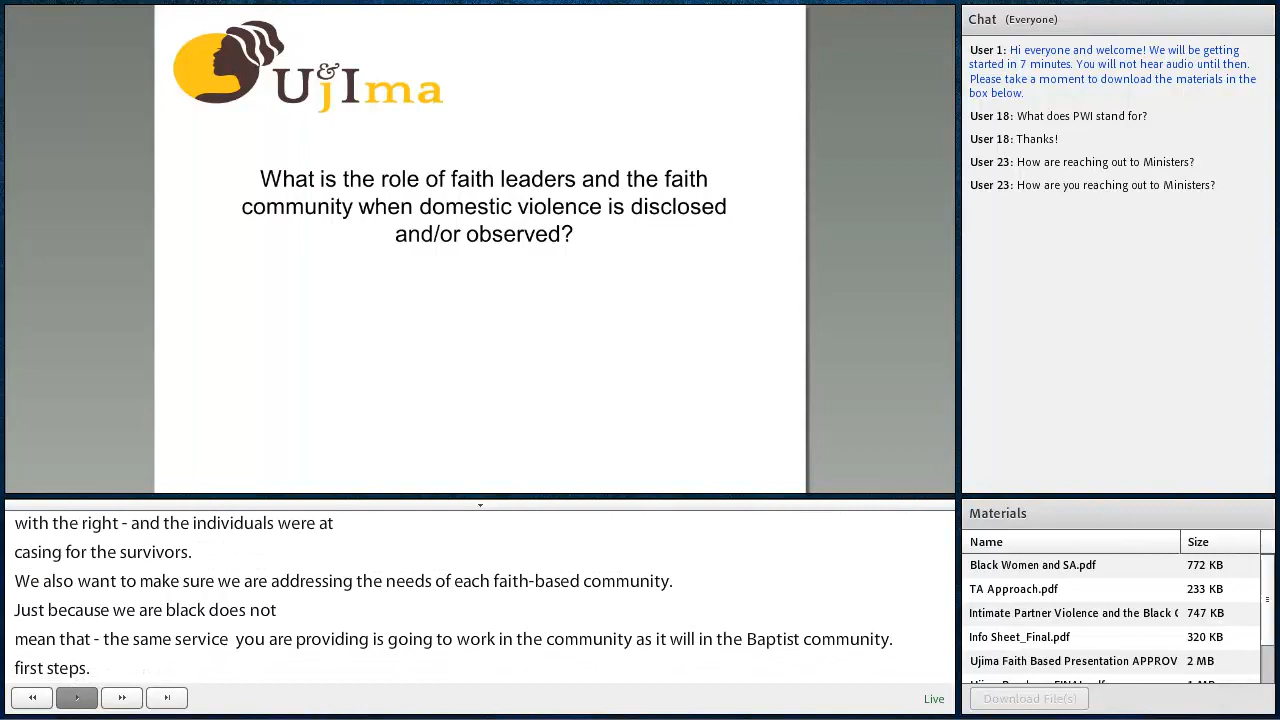 U&jIma
What is the role of faith leaders and the faith
community when domestic violence is disclosed
and/or observed?
with the right - and the individuals were at
casing for the survivors.
We also want to make sure we are addressing the needs of each faith-based community.
Just because we are black does not
mean that - the same service you are providing is going to work in the community as it will in the Baptist community.
first steps.
Live
Chat (Everyone)
User 1: Hi everyone and welcome! We will be getting
started in 7 minutes. You will not hear audio until then.
Please take a moment to download the materials in the
box below.
User 18: What does PWI stand for?
User 18: Thanks!
User 23: How are reaching out to Ministers?
User 23: How are you reaching out to Ministers?
Materials
Name Size
Black Women and SA.pdf 772 KB
TA Approach.pdf 233 KB
Intimate Partner Violence and the Black 747 KB
Info Sheet_Final.pdf 320 KB
Ujima Faith Based Presentation APPROV 2 MB
Download File(s)